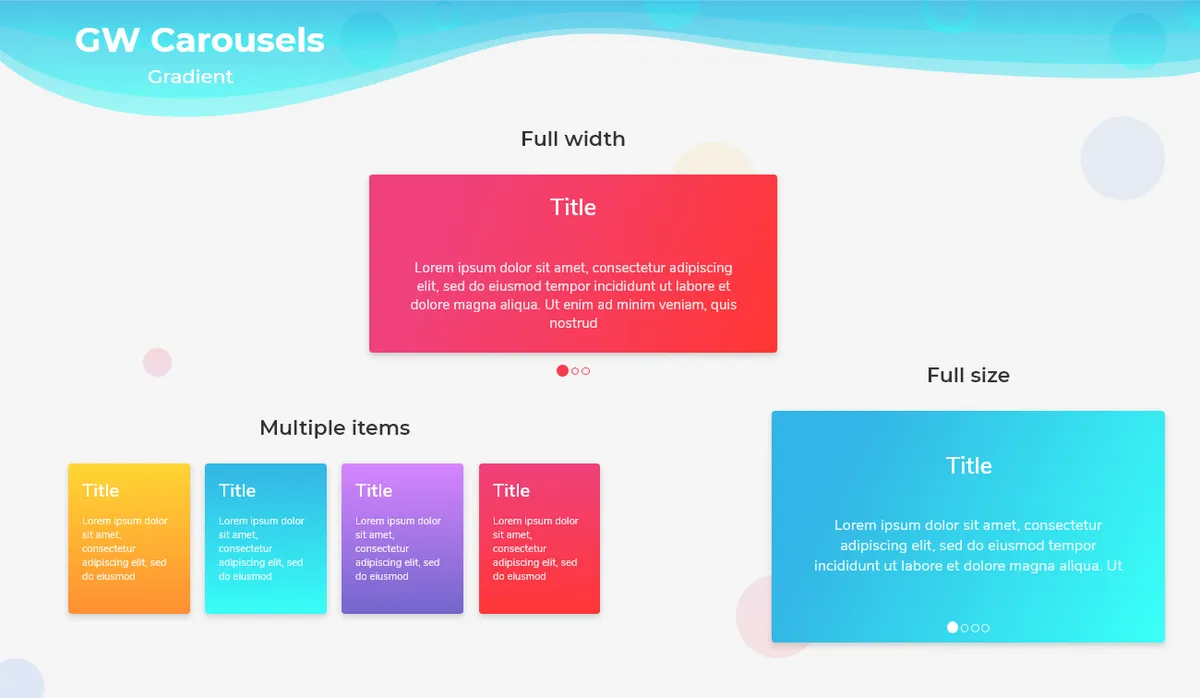 GW Carousels
Gradient
Full width
Title
Lorem ipsum dolor sit amet, consectetur adipiscing
elit, sed do eiusmod tempor incididunt ut labore et
dolore magna aliqua. Ut enim ad minim veniam, quis
nostrud
Multiple items
Title
Lorem ipsum dolor
sit amet,
consectetur
adipiscing elit, sed
do eiusmod
Title
Lorem ipsum dolor
sit amet,
consectetur
adipiscing elit, sed
do eiusmod
Title
Lorem ipsum dolor
sit amet,
consectetur
adipiscing elit, sed
do eiusmod
Title
Lorem ipsum dolor
sit amet,
consectetur
adipiscing elit, sed
do eiusmod
Full size
Title
Lorem ipsum dolor sit amet, consectetur
adipiscing elit, sed do eiusmod tempor
incididunt ut labore et dolore magna aliqua. Ut